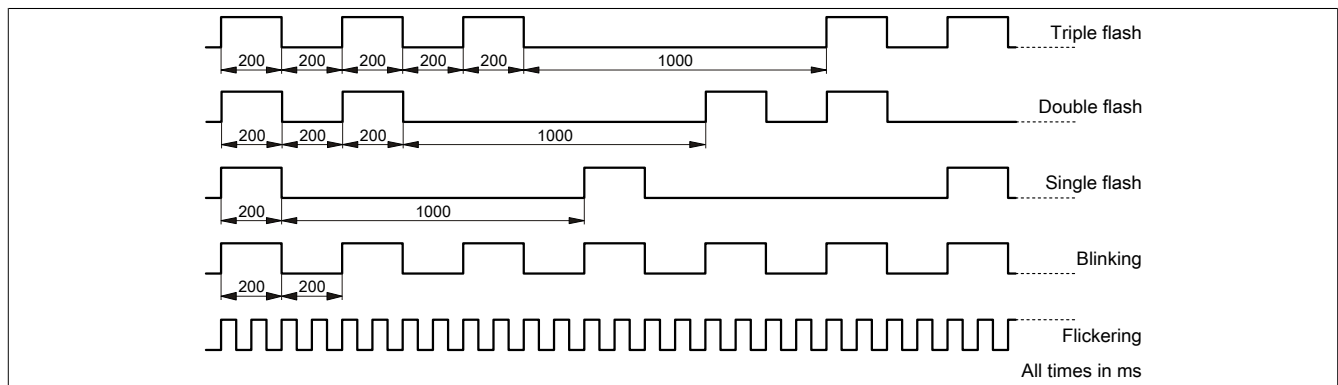 Triple flash
200 200 200 200 200 1000
Double flash
200 200 200 1000
Single flash
200 1000
Blinking
200 200
Flickering
All times in ms